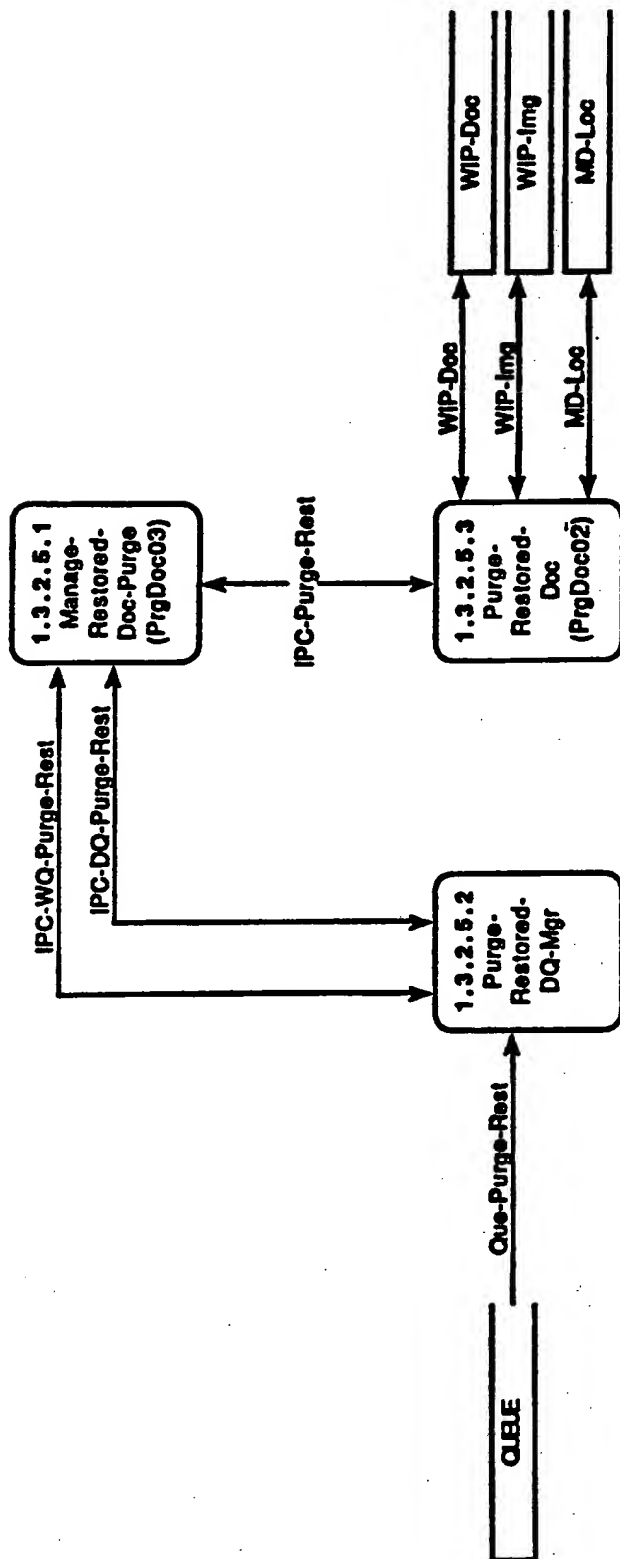 QUEUE
Que-Purge-Rest
1.3.2.5.2
Purge-
Restored-
DQ-Mgr
IPC-WQ-Purge-Rest
IPC-DQ-Purge-Rest
1.3.2.5.1
Manage-
Restored-
Doc-Purge
(PrgDoc03)
IPC-Purge-Rest
1.3.2.5.3
Purge-
Restored-
Doc
(PrgDoc02)
WIP-Doc
WIP-Img
MD-Loc
WIP-Doc
WIP-Img
MD-Loc